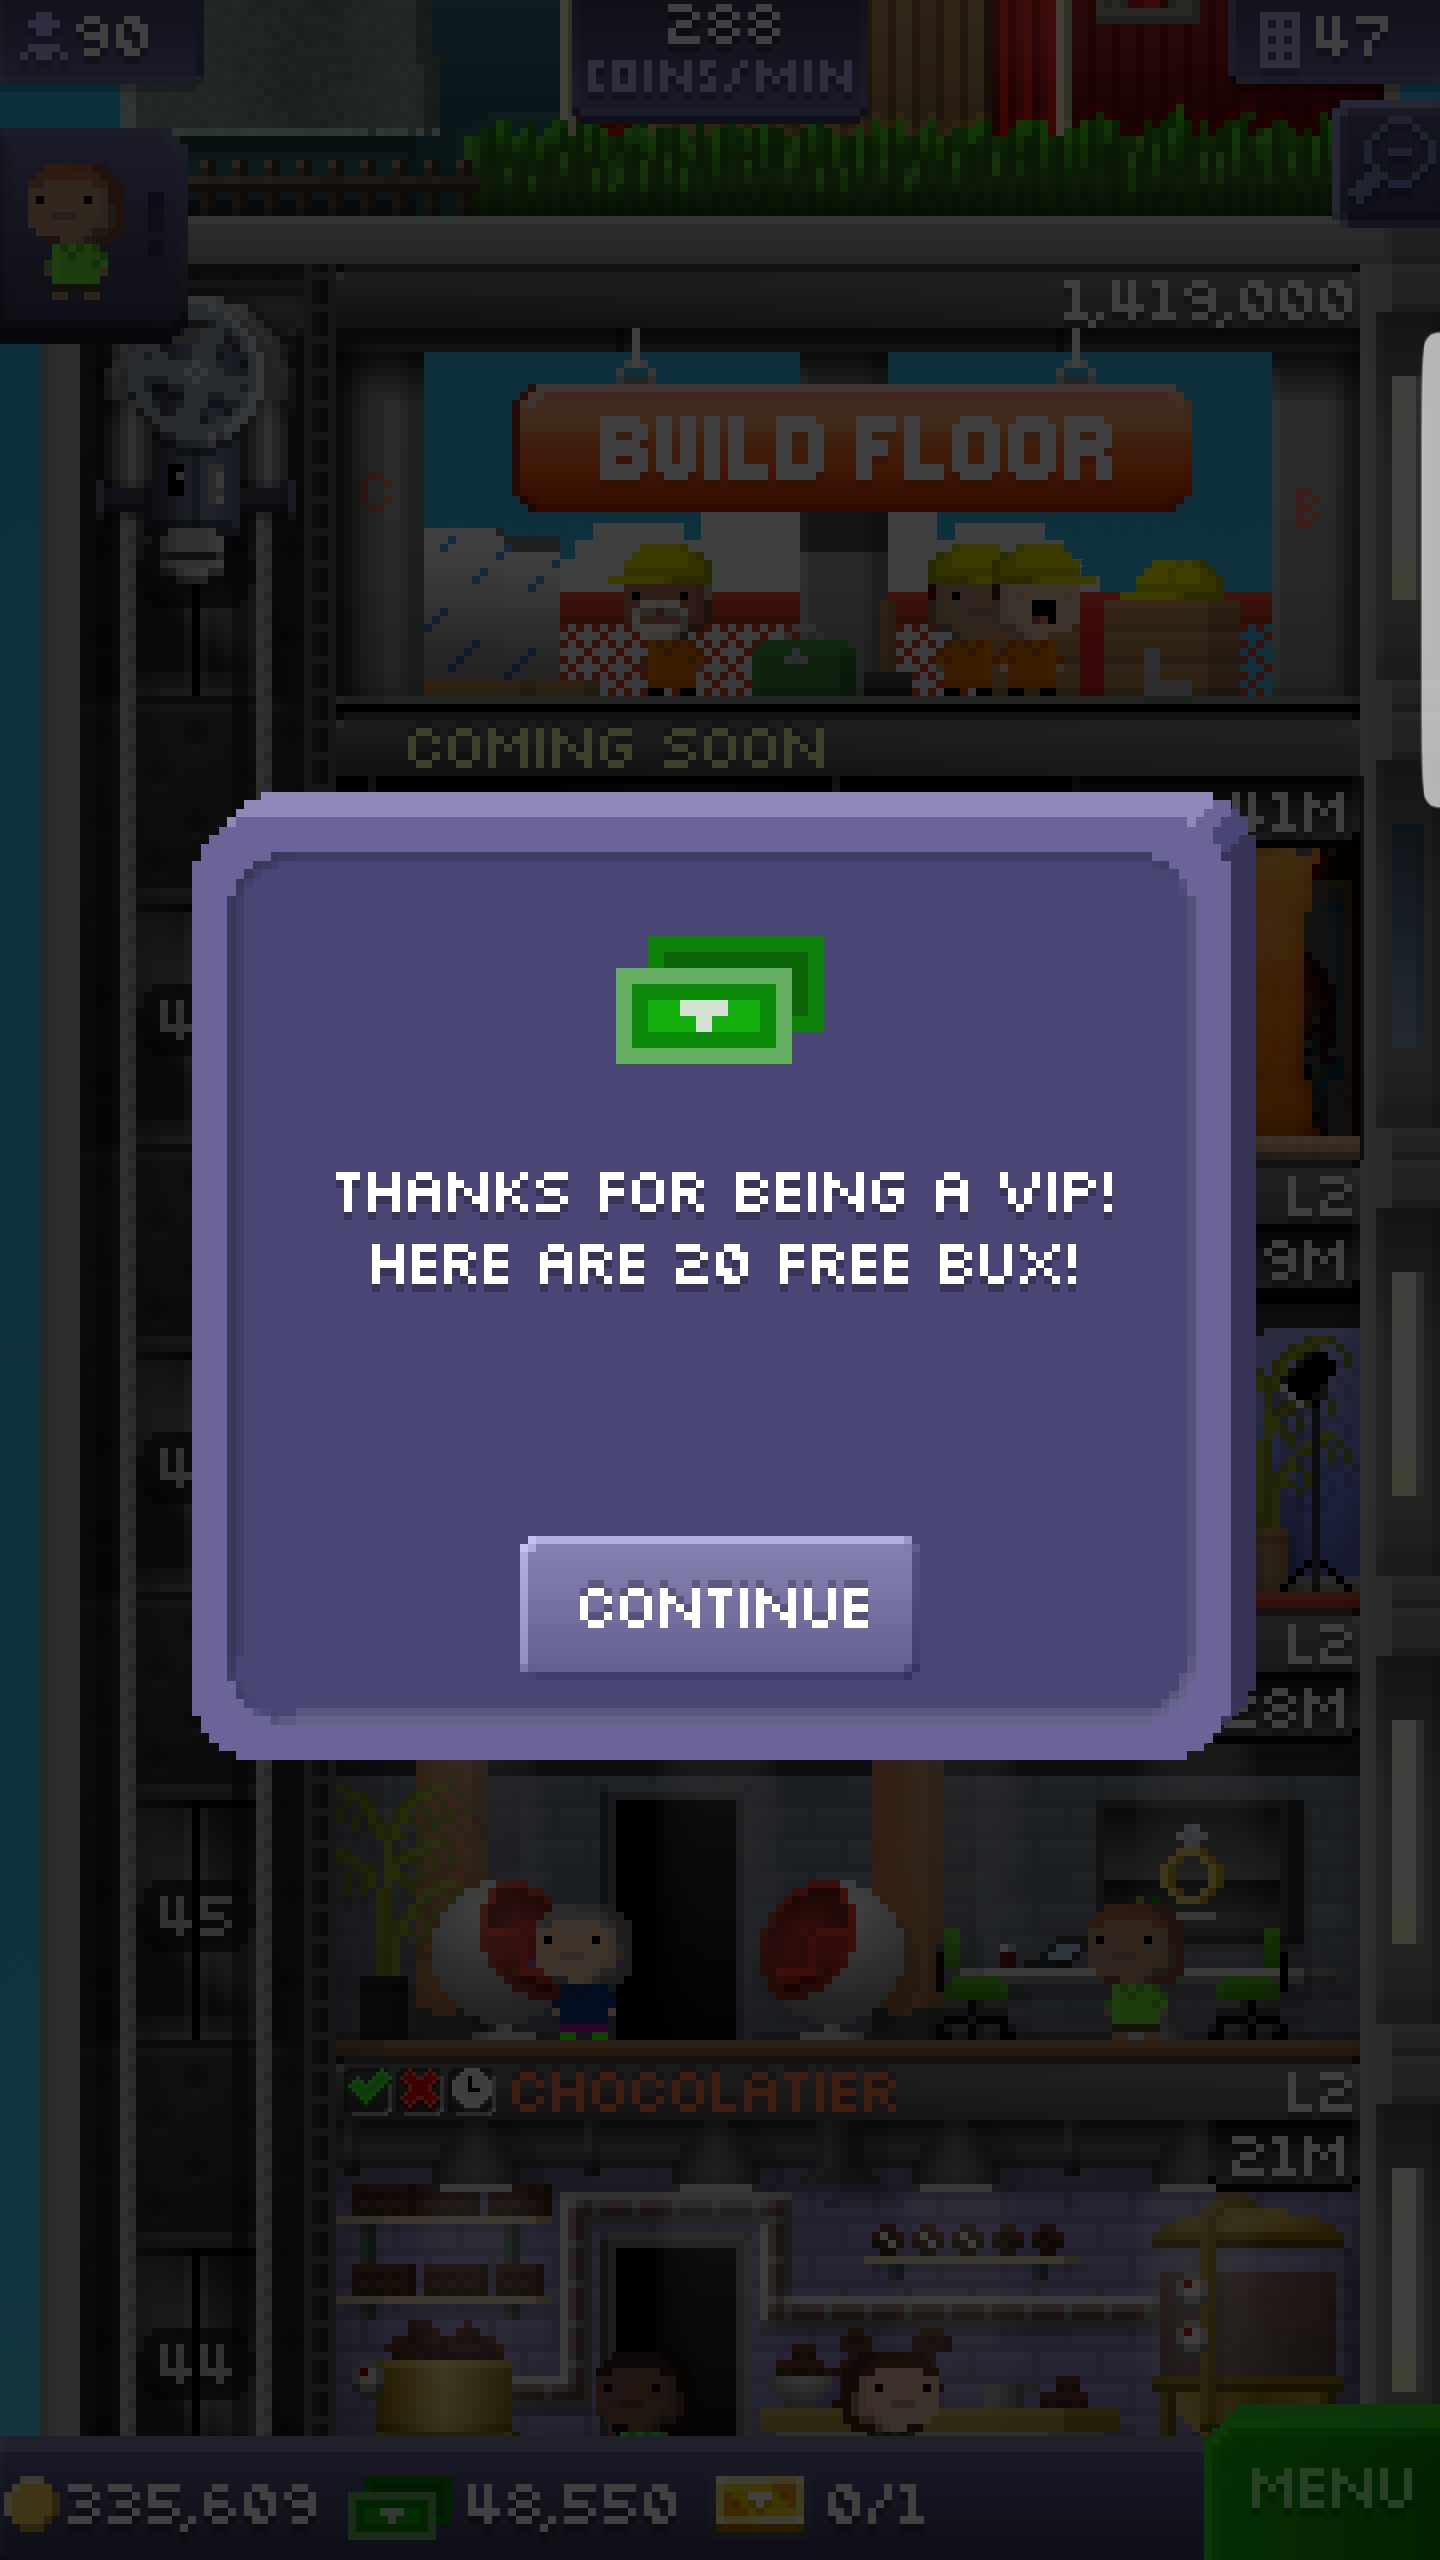 90
288
COINS/MIN
47
1,419,000
BUILD FLOOR
C
B
COMING SOON
41M
L2
9M
THANKS FOR BEING A VIP!
HERE ARE 20 FREE BUX!
CONTINUE
L2
28M
45
CHOCOLATIER
L2
21M
44
335,609
48,550
0/1
MENU